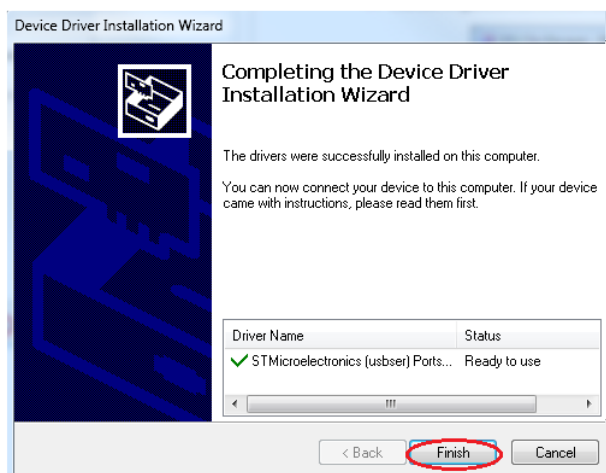 Device Driver Installation Wizard
Completing the Device Driver
Installation Wizard
The drivers were successfully installed on this computer.
You can now connect your device to this computer. If your device
came with instructions, please read them first.
Driver Name Status
STMicroelectronics (usbser) Ports... Ready to use
< Back Finish Cancel